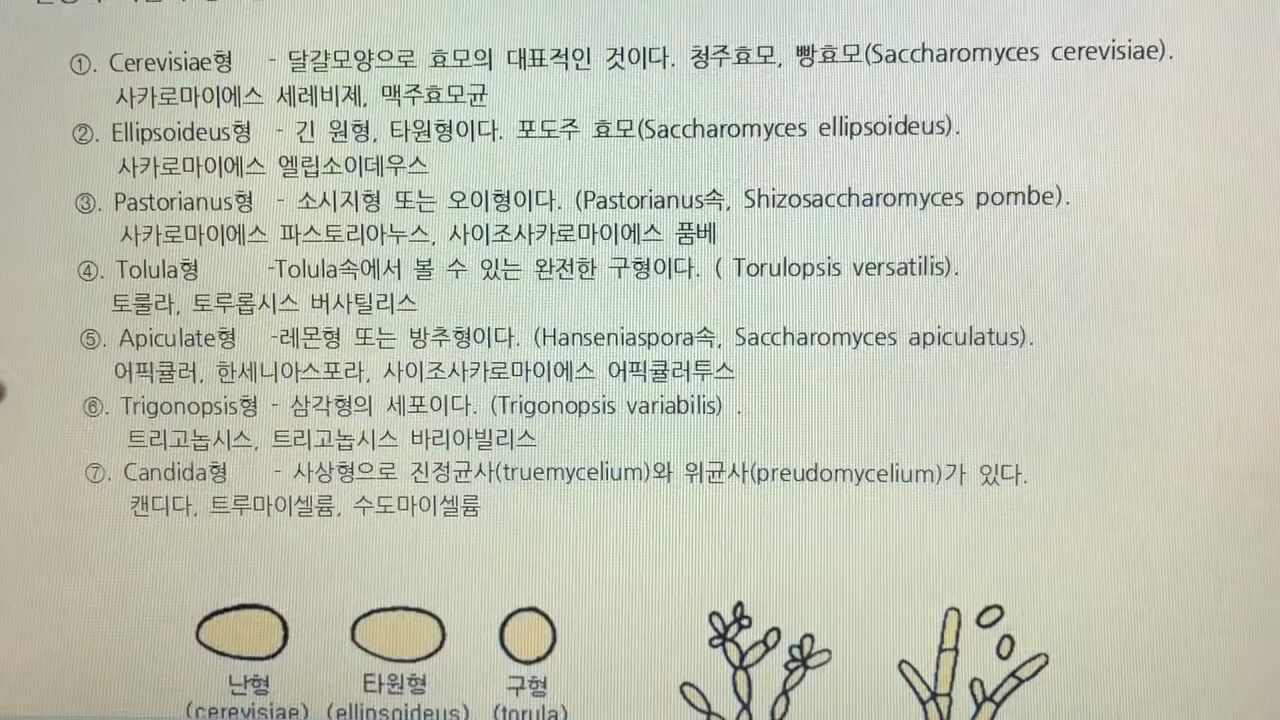 ①. Cerevisiae형 - 달걀모양으로 효모의 대표적인 것이다. 청주효모, 빵효모(Saccharomyces cerevisiae).
사카로마이에스 세레비제, 맥주효모균
②. Ellipsoideus형 - 긴 원형, 타원형이다. 포도주 효모(Saccharomyces ellipsoideus).
사카로마이에스 엘립소이데우스
③. Pastorianus형 - 소시지형 또는 오이형이다. (Pastorianus속, Shizosaccharomyces pombe).
사카로마이에스 파스토리아누스, 사이조사카로마이에스 품베
④. Tolula형 -Tolula속에서 볼 수 있는 완전한 구형이다. ( Torulopsis versatilis).
토룰라, 토루롭시스 버사틸리스
⑤. Apiculate형 -레몬형 또는 방추형이다. (Hanseniaspora속, Saccharomyces apiculatus).
어픽큘러, 한세니아스포라, 사이조사카로마이에스 어픽큘러투스
⑥. Trigonopsis형 - 삼각형의 세포이다. (Trigonopsis variabilis) .
트리고놉시스, 트리고놉시스 바리아빌리스
⑦. Candida형 - 사상형으로 진정균사(truemycelium)와 위균사(preudomycelium)가 있다.
캔디다, 트루마이셀륨, 수도마이셀륨
난형 타원형 구형
(cerevisiae) (ellipsoideus) (torula)